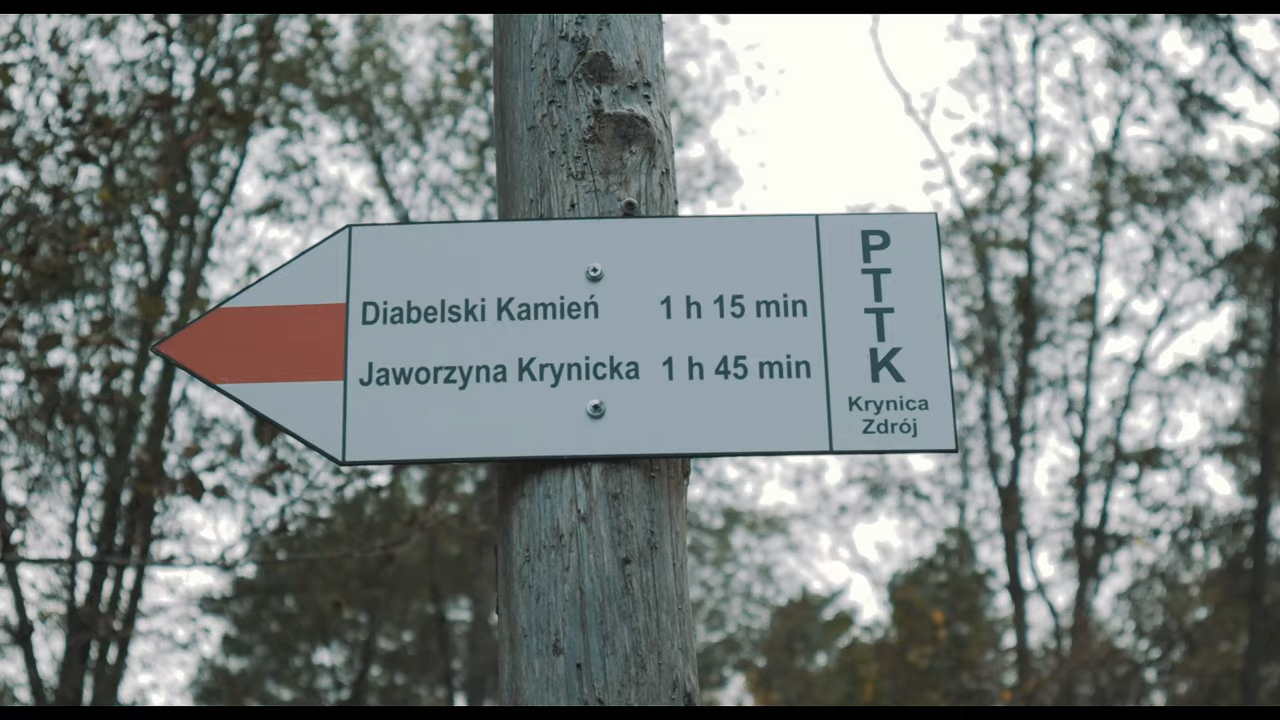 Diabelski Kamień 1 h 15 min
Jaworzyna Krynicka 1 h 45 min
PTTK
Krynica
Zdrój